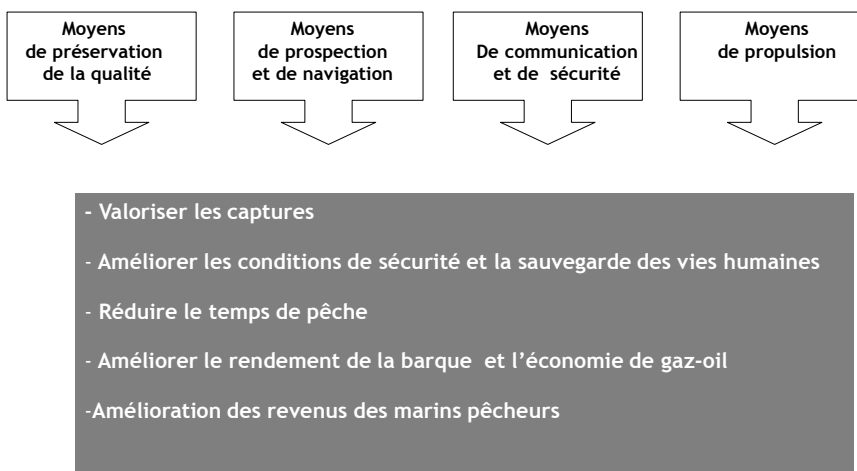 Moyens
de préservation
de la qualité
Moyens
de prospection
et de navigation
Moyens
De communication
et de sécurité
Moyens
de propulsion
- Valoriser les captures
- Améliorer les conditions de sécurité et la sauvegarde des vies humaines
- Réduire le temps de pêche
- Améliorer le rendement de la barque et l’économie de gaz-oil
-Amélioration des revenus des marins pêcheurs